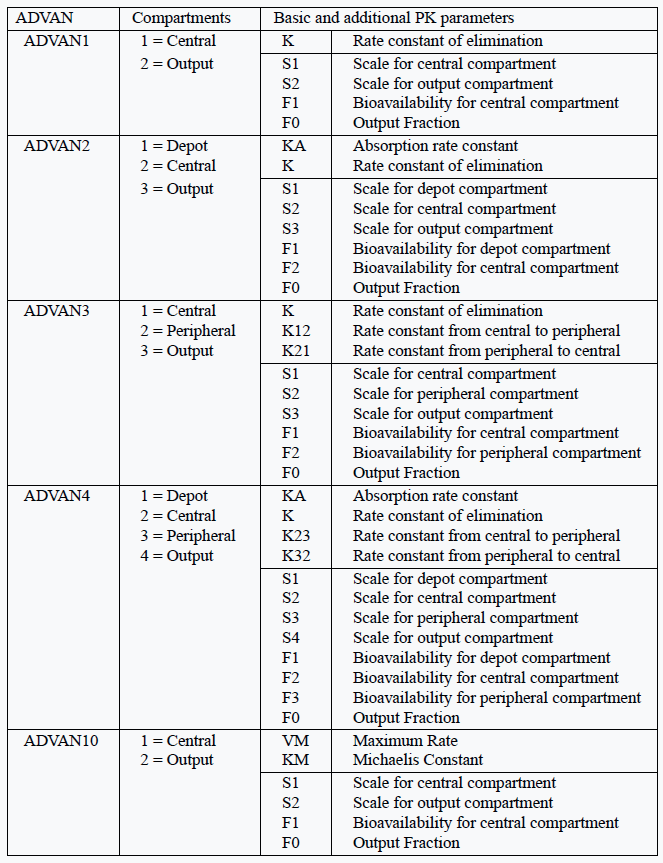 ADVAN Compartments Basic and additional PK parameters
ADVAN1 1 = Central K Rate constant of elimination
2 = Output S1 Scale for central compartment
S2 Scale for output compartment
F1 Bioavailability for central compartment
F0 Output Fraction
ADVAN2 1 = Depot KA Absorption rate constant
2 = Central K Rate constant of elimination
3 = Output S1 Scale for depot compartment
S2 Scale for central compartment
S3 Scale for output compartment
F1 Bioavailability for depot compartment
F2 Bioavailability for central compartment
F0 Output Fraction
ADVAN3 1 = Central K Rate constant of elimination
2 = Peripheral K12 Rate constant from central to peripheral
3 = Output K21 Rate constant from peripheral to central
S1 Scale for central compartment
S2 Scale for peripheral compartment
S3 Scale for output compartment
F1 Bioavailability for central compartment
F2 Bioavailability for peripheral compartment
F0 Output Fraction
ADVAN4 1 = Depot KA Absorption rate constant
2 = Central K Rate constant of elimination
3 = Peripheral K23 Rate constant from central to peripheral
4 = Output K32 Rate constant from peripheral to central
S1 Scale for depot compartment
S2 Scale for central compartment
S3 Scale for peripheral compartment
S4 Scale for output compartment
F1 Bioavailability for depot compartment
F2 Bioavailability for central compartment
F3 Bioavailability for peripheral compartment
F0 Output Fraction
ADVAN10 1 = Central VM Maximum Rate
2 = Output KM Michaelis Constant
S1 Scale for central compartment
S2 Scale for output compartment
F1 Bioavailability for central compartment
F0 Output Fraction